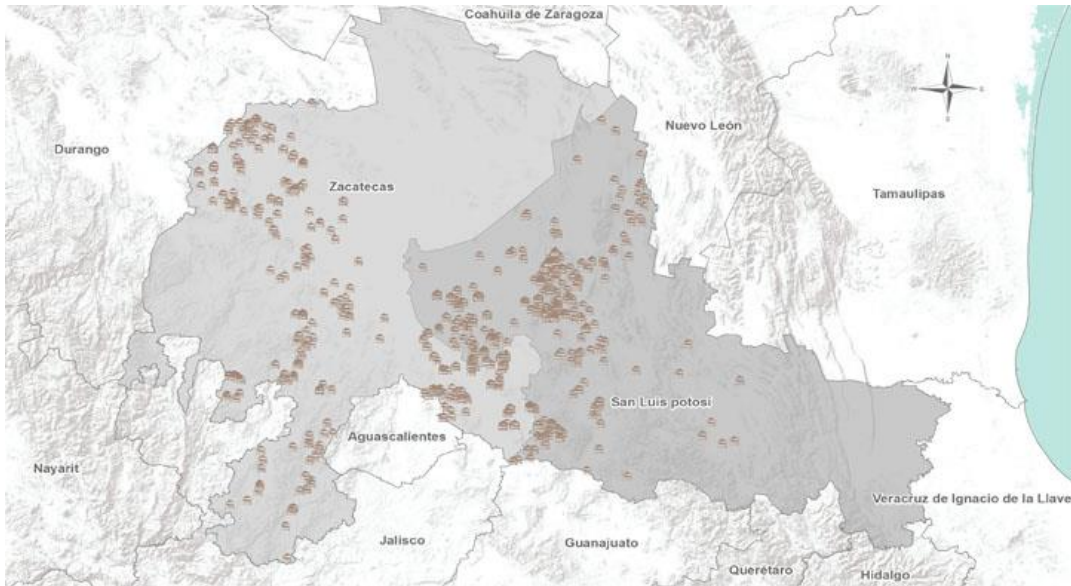 Coahuila de Zaragoza
N
E
S
Nuevo León
Durango
Zacatecas
Tamaulipas
San Luis potosí
Aguascalientes
Nayarit
Veracruz de Ignacio de la Llave
Jalisco
Guanajuato
Querétaro
Hidalgo